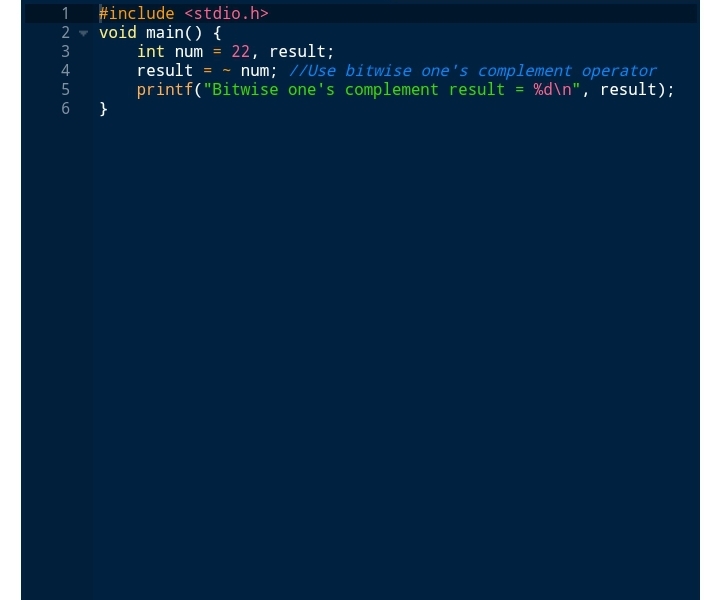 1 #include <stdio.h>
2 void main() {
3 int num = 22, result;
4 result = ~ num; //Use bitwise one's complement operator
5 printf("Bitwise one's complement result = %d\n", result);
6 }